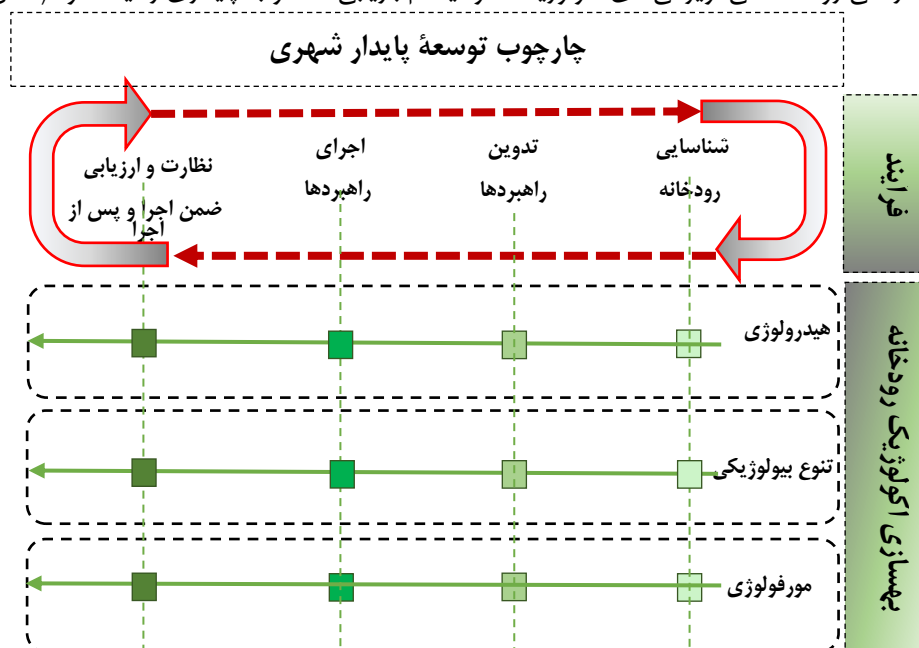 چارچوب توسعۀ پایدار شهری
شناسایی
رودخانه
تدوین
راهبردها
اجرای
راهبردها
نظارت و ارزیابی
ضمن اجرا و پس از
اجرا
فرایند
بهسازی اکولوژیک رودخانه
هیدرولوژی
تنوع بیولوژیکی
مورفولوژی